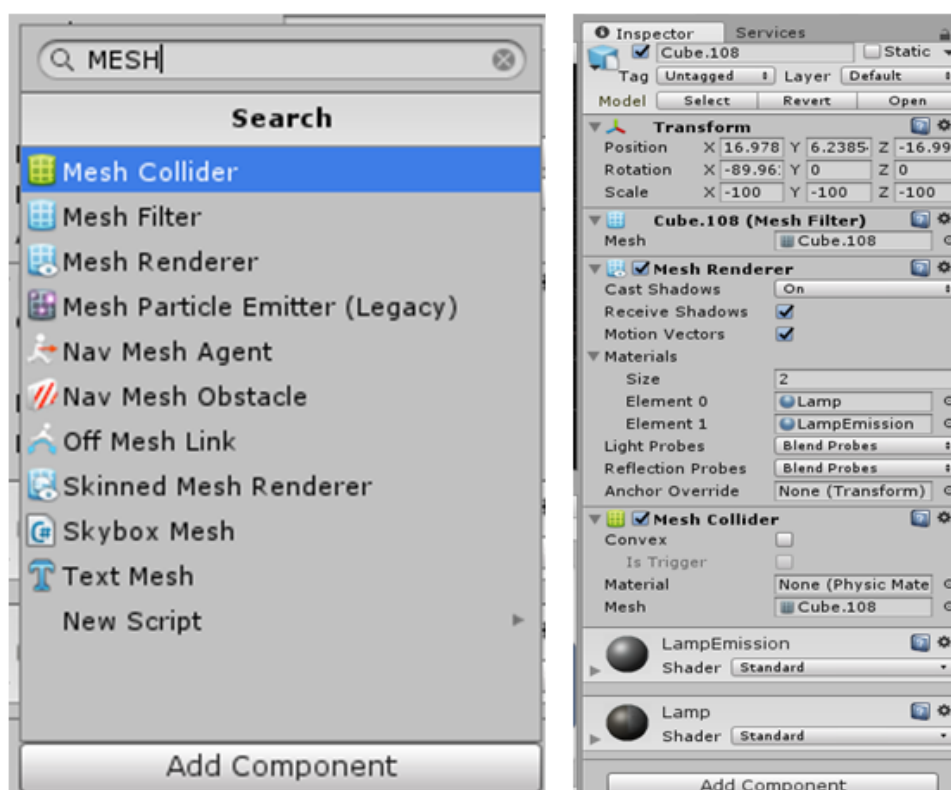 MESH
Search
Mesh Collider
Mesh Filter
Mesh Renderer
Mesh Particle Emitter (Legacy)
Nav Mesh Agent
Nav Mesh Obstacle
Off Mesh Link
Skinned Mesh Renderer
Skybox Mesh
Text Mesh
New Script
Add Component
Inspector Services
Cube.108 Static
Tag Untagged Layer Default
Model Select Revert Open
Transform
Position X 16.978 Y 6.2385 Z -16.99
Rotation X -89.96 Y 0 Z 0
Scale X -100 Y -100 Z -100
Cube.108 (Mesh Filter)
Mesh Cube.108
Mesh Renderer
Cast Shadows On
Receive Shadows
Motion Vectors
Materials
Size 2
Element 0 Lamp
Element 1 LampEmission
Light Probes Blend Probes
Reflection Probes Blend Probes
Anchor Override None (Transform)
Mesh Collider
Convex
Is Trigger
Material None (Physic Mate
Mesh Cube.108
LampEmission
Shader Standard
Lamp
Shader Standard
Add Component